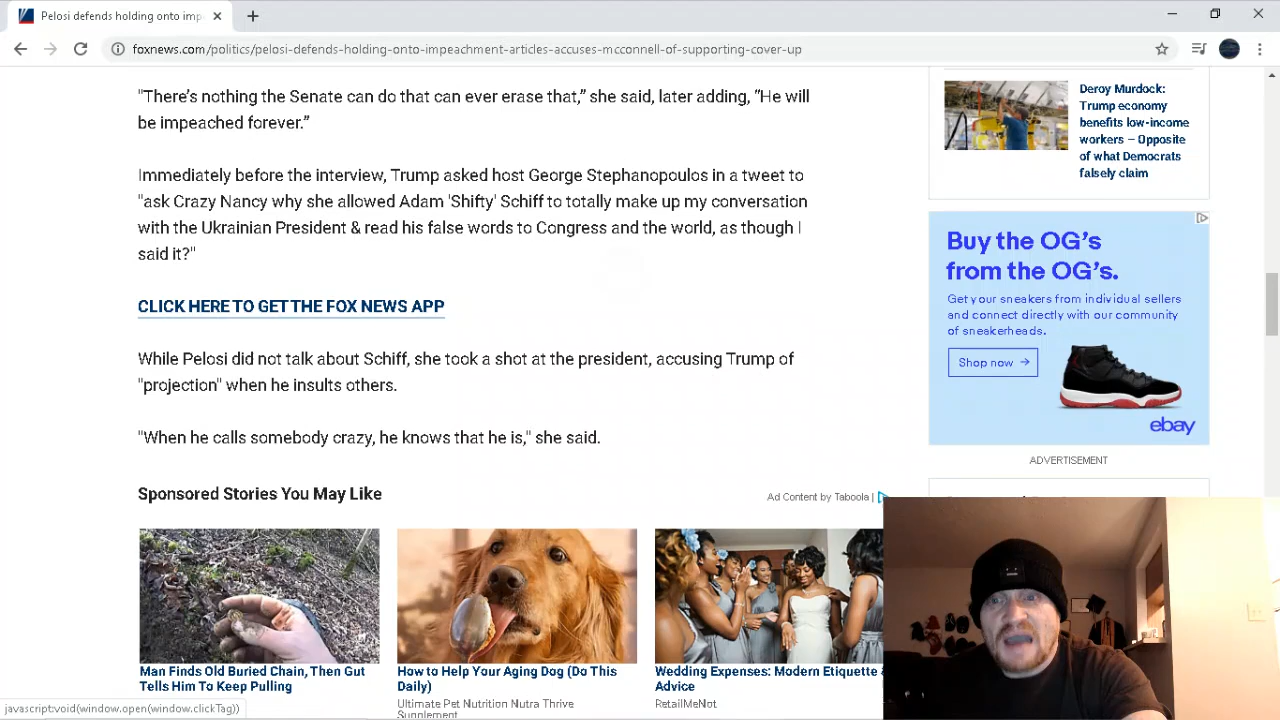 Pelosi defends holding onto imp
foxnews.com/politics/pelosi-defends-holding-onto-impeachment-articles-accuses-mcconnell-of-supporting-cover-up
"There's nothing the Senate can do that can ever erase that,” she said, later adding, “He will
be impeached forever.”
Immediately before the interview, Trump asked host George Stephanopoulos in a tweet to
"ask Crazy Nancy why she allowed Adam 'Shifty' Schiff to totally make up my conversation
with the Ukrainian President & read his false words to Congress and the world, as though I
said it?"
CLICK HERE TO GET THE FOX NEWS APP
While Pelosi did not talk about Schiff, she took a shot at the president, accusing Trump of
"projection" when he insults others.
"When he calls somebody crazy, he knows that he is," she said.
Sponsored Stories You May Like
Ad Content by Taboola |
Man Finds Old Buried Chain, Then Gut
Tells Him To Keep Pulling
How to Help Your Aging Dog (Do This
Daily)
Ultimate Pet Nutrition Nutra Thrive
Supplement
Wedding Expenses: Modern Etiquette
Advice
RetailMeNot
Deroy Murdock:
Trump economy
benefits low-income
workers – Opposite
of what Democrats
falsely claim
Buy the OG's
from the OG's.
Get your sneakers from individual sellers
and connect directly with our community
of sneakerheads.
Shop now →
ebay
ADVERTISEMENT
javascript:void(window.open(window.clickTag))